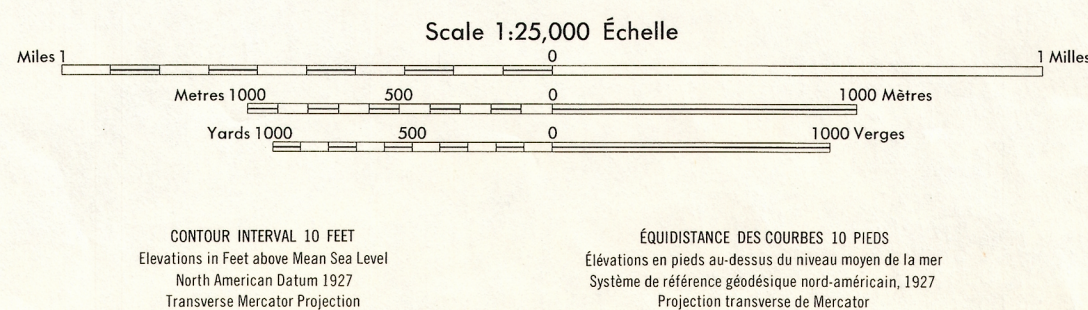 Scale 1:25,000 Échelle
Miles 1 0 1 Milles
Metres 1000 500 0 1000 Mètres
Yards 1000 500 0 1000 Verges
CONTOUR INTERVAL 10 FEET
Elevations in Feet above Mean Sea Level
North American Datum 1927
Transverse Mercator Projection
ÉQUIDISTANCE DES COURBES 10 PIEDS
Élévations en pieds au-dessus du niveau moyen de la mer
Système de référence géodésique nord-américain, 1927
Projection transverse de Mercator